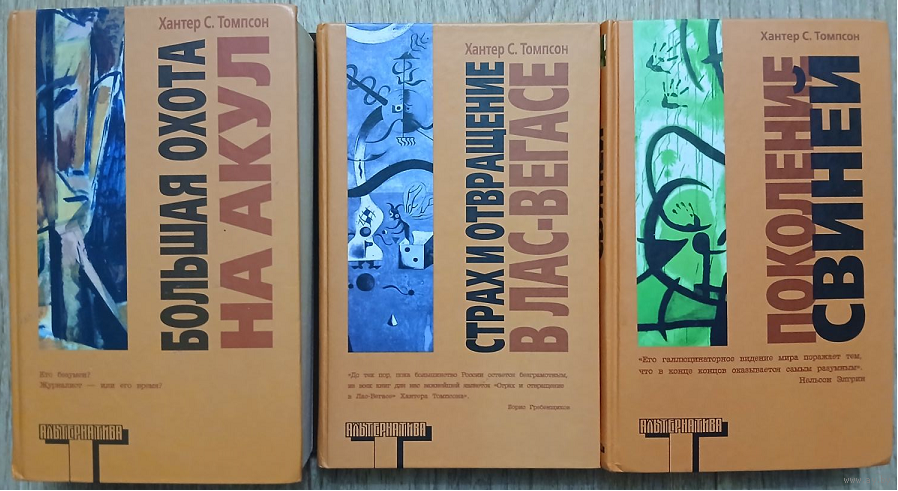 Хантер С. Томпсон
БОЛЬШАЯ ОХОТА
НА АКУЛ
Кто безумен?
Журналист — или его время?
АЛЬТЕРНАТИВА
Хантер С. Томпсон
СТРАХ И ОТВРАЩЕНИЕ
В ЛАС-ВЕГАСЕ
«До тех пор, пока большинство России остается безграмотным,
из всех книг для нас важнейшей является «Страх и отвращение
в Лас-Вегасе» Хантера Томпсона».
Борис Гребенщиков
АЛЬТЕРНАТИВА
Хантер С. Томпсон
ПОКОЛЕНИЕ
СВИНЕЙ
«Его галлюцинаторное видение мира поражает тем,
что в конце концов оказывается самым разумным».
Нельсон Элгрин
АЛЬТЕРНАТИВА